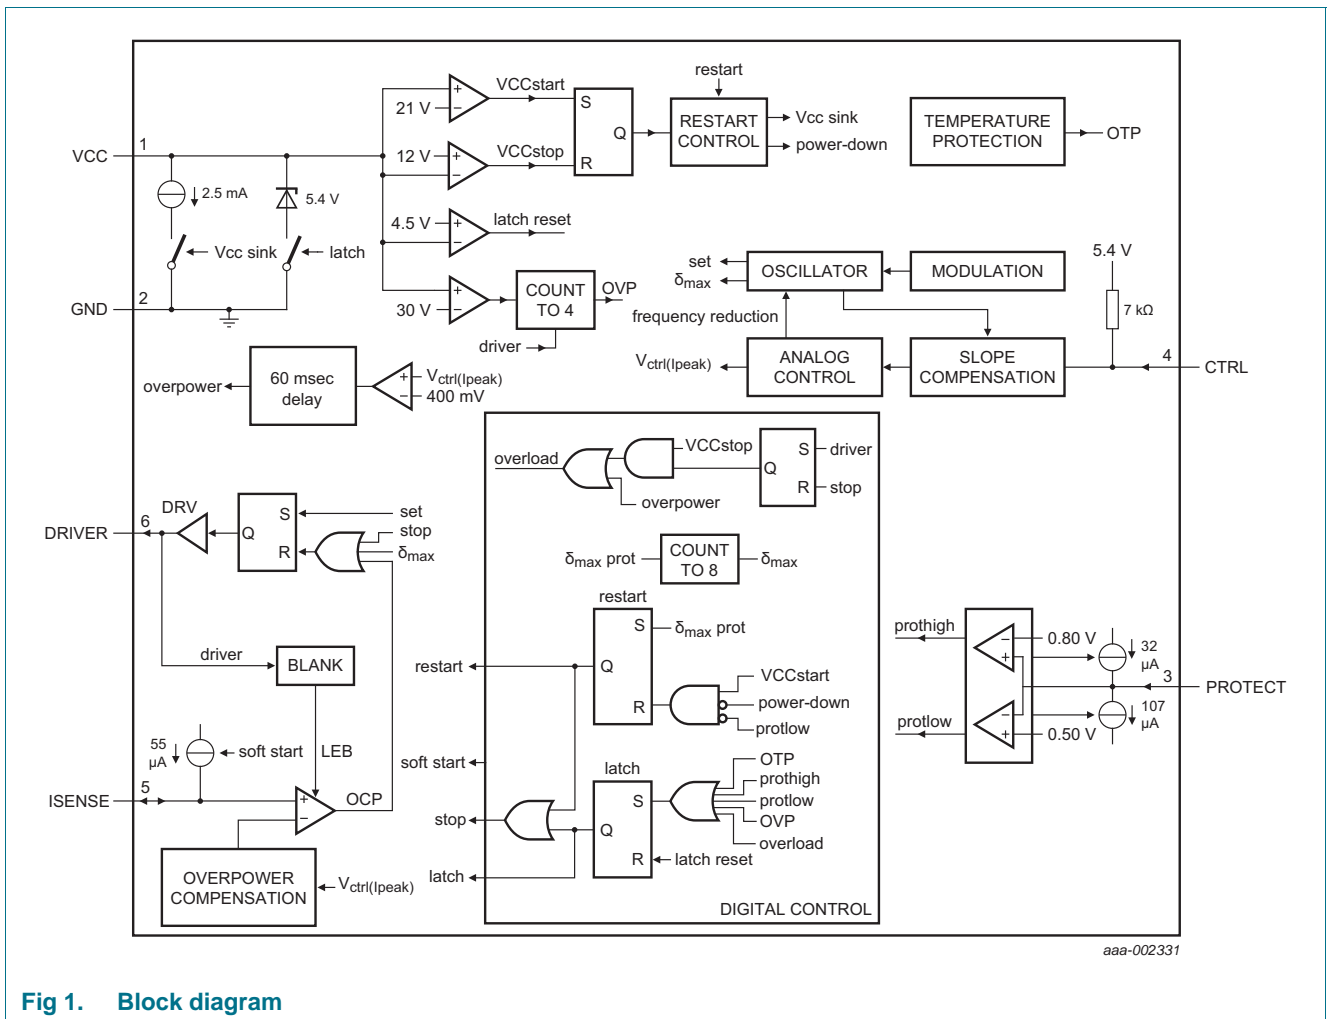 restart
VCCstart
21 V
S
Q
R
RESTART
CONTROL
Vcc sink
power-down
TEMPERATURE
PROTECTION
OTP
VCC
1
12 V
VCCstop
2.5 mA
5.4 V
4.5 V
latch reset
Vcc sink
latch
GND
2
30 V
COUNT
TO 4
OVP
driver
set
δmax
OSCILLATOR
MODULATION
5.4 V
7 kΩ
frequency reduction
Vctrl(Ipeak)
ANALOG
CONTROL
SLOPE
COMPENSATION
4
CTRL
overpower
60 msec
delay
Vctrl(Ipeak)
400 mV
overload
VCCstop
overpower
S
Q
R
driver
stop
DRIVER
6
DRV
Q
S
R
set
stop
δmax
δmax prot
COUNT
TO 8
δmax
restart
S
Q
R
δmax prot
restart
VCCstart
power-down
protlow
driver
BLANK
prothigh
0.80 V
32
µA
3
PROTECT
protlow
0.50 V
107
µA
55
µA
soft start
LEB
soft start
ISENSE
5
OCP
latch
S
Q
R
OTP
prothigh
protlow
OVP
overload
latch reset
stop
latch
OVERPOWER
COMPENSATION
Vctrl(Ipeak)
DIGITAL CONTROL
aaa-002331
Fig 1. Block diagram